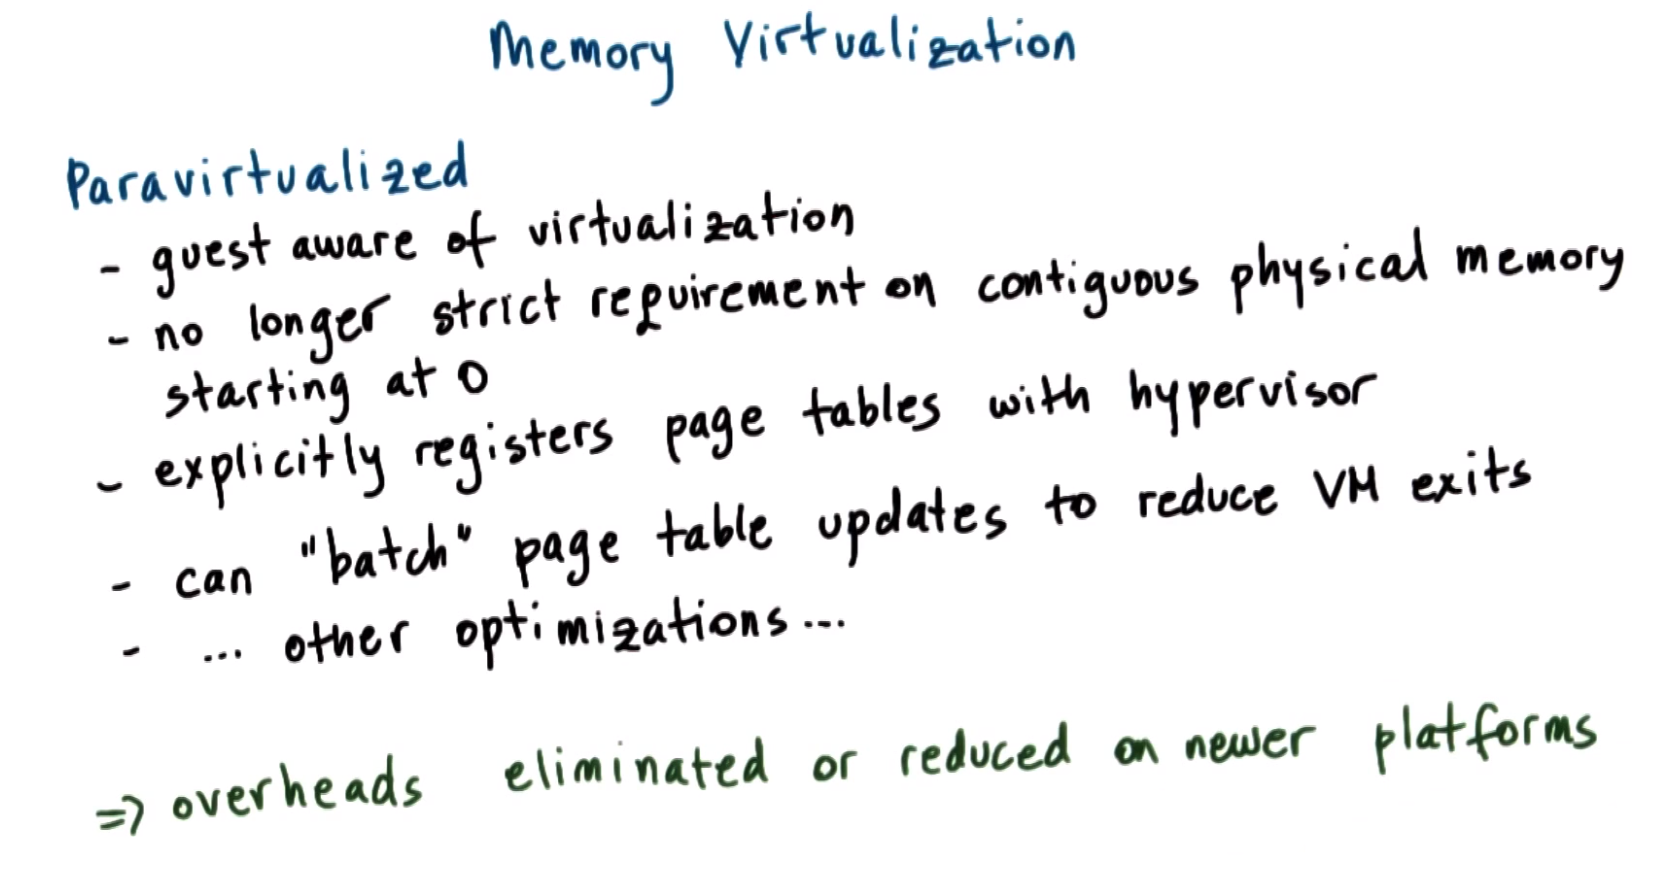 Memory Virtualization
Paravirtualized
- guest aware of virtualization
- no longer strict requirement on contiguous physical memory
starting at 0
- explicitly registers page tables with hypervisor
- can "batch" page table updates to reduce VM exits
- ... other optimizations ...
=> overheads eliminated or reduced on newer platforms